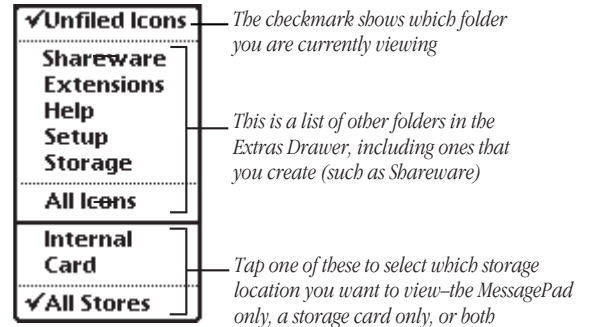 ✓Unfiled Icons
The checkmark shows which folder
you are currently viewing
Shareware
Extensions
Help
Setup
Storage
All Icons
This is a list of other folders in the
Extras Drawer, including ones that
you create (such as Shareware)
Internal
Card
✓All Stores
Tap one of these to select which storage
location you want to view–the MessagePad
only, a storage card only, or both